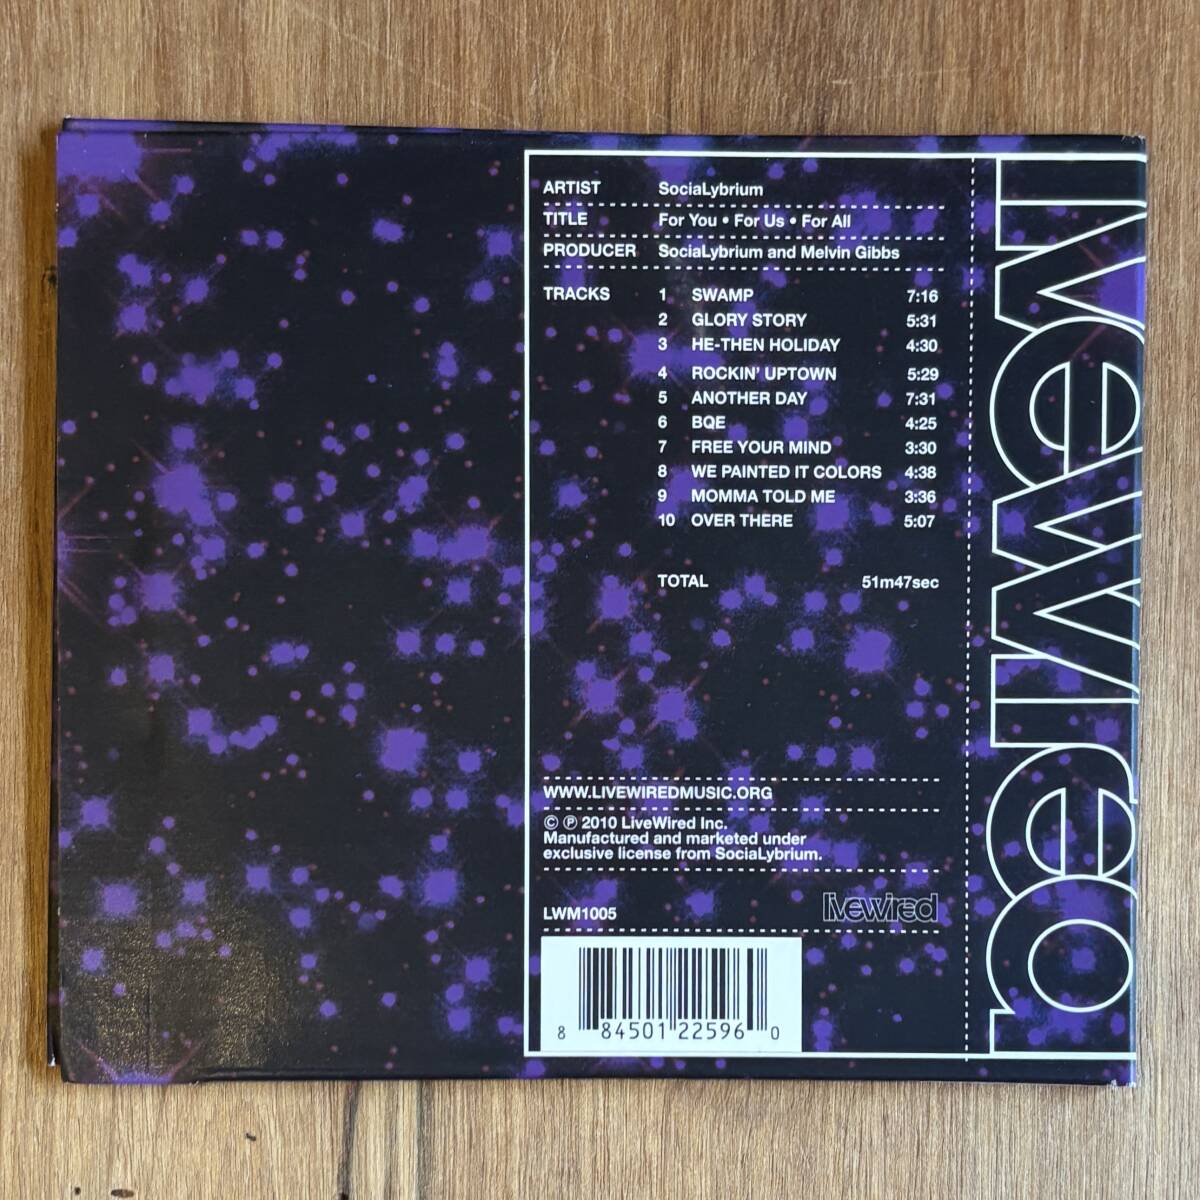 ARTIST SociaLybrium
TITLE For You • For Us • For All
PRODUCER SociaLybrium and Melvin Gibbs
TRACKS 1 SWAMP 7:16
2 GLORY STORY 5:31
3 HE-THEN HOLIDAY 4:30
4 ROCKIN' UPTOWN 5:29
5 ANOTHER DAY 7:31
6 BQE 4:25
7 FREE YOUR MIND 3:30
8 WE PAINTED IT COLORS 4:38
9 MOMMA TOLD ME 3:36
10 OVER THERE 5:07
TOTAL 51m47sec
WWW.LIVEWIREDMUSIC.ORG
© ℗ 2010 LiveWired Inc.
Manufactured and marketed under
exclusive license from SociaLybrium.
LWM1005 livewired
8 84501 22596 0
livewired